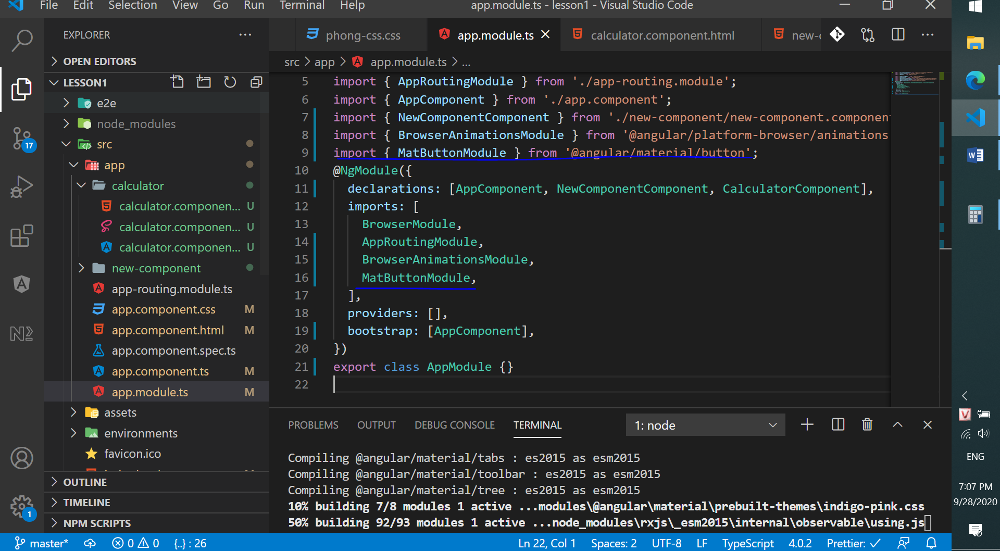 File Edit Selection View Go Run Terminal Help
app.module.ts - lesson1 - Visual Studio Code
EXPLORER
OPEN EDITORS
LESSON1
e2e
node_modules
src
app
calculator
calculator.componen... U
calculator.componen... U
calculator.componen... U
new-component
app-routing.module.ts
app.component.css M
app.component.html M
app.component.spec.ts
app.component.ts M
app.module.ts M
assets
environments
favicon.ico
OUTLINE
TIMELINE
NPM SCRIPTS
17
1
phong-css.css
app.module.ts
calculator.component.html
new-c
src > app > app.module.ts > ...
5 import { AppRoutingModule } from './app-routing.module';
6 import { AppComponent } from './app.component';
7 import { NewComponentComponent } from './new-component/new-component.component
8 import { BrowserAnimationsModule } from '@angular/platform-browser/animations
9 import { MatButtonModule } from '@angular/material/button';
10 @NgModule({
11 declarations: [AppComponent, NewComponentComponent, CalculatorComponent],
12 imports: [
13 BrowserModule,
14 AppRoutingModule,
15 BrowserAnimationsModule,
16 MatButtonModule,
17 ],
18 providers: [],
19 bootstrap: [AppComponent],
20 })
21 export class AppModule {}
22
PROBLEMS OUTPUT DEBUG CONSOLE TERMINAL
1: node
Compiling @angular/material/tabs : es2015 as esm2015
Compiling @angular/material/toolbar : es2015 as esm2015
Compiling @angular/material/tree : es2015 as esm2015
10% building 7/8 modules 1 active ...modules\@angular\material\prebuilt-themes\indigo-pink.css
50% building 92/93 modules 1 active ...node_modules\rxjs\_esm2015\internal\observable\using.js
master* 0 0 {..} : 26
Ln 22, Col 1 Spaces: 2 UTF-8 LF TypeScript 4.0.2 Prettier: ✓
ENG
7:07 PM
9/28/2020